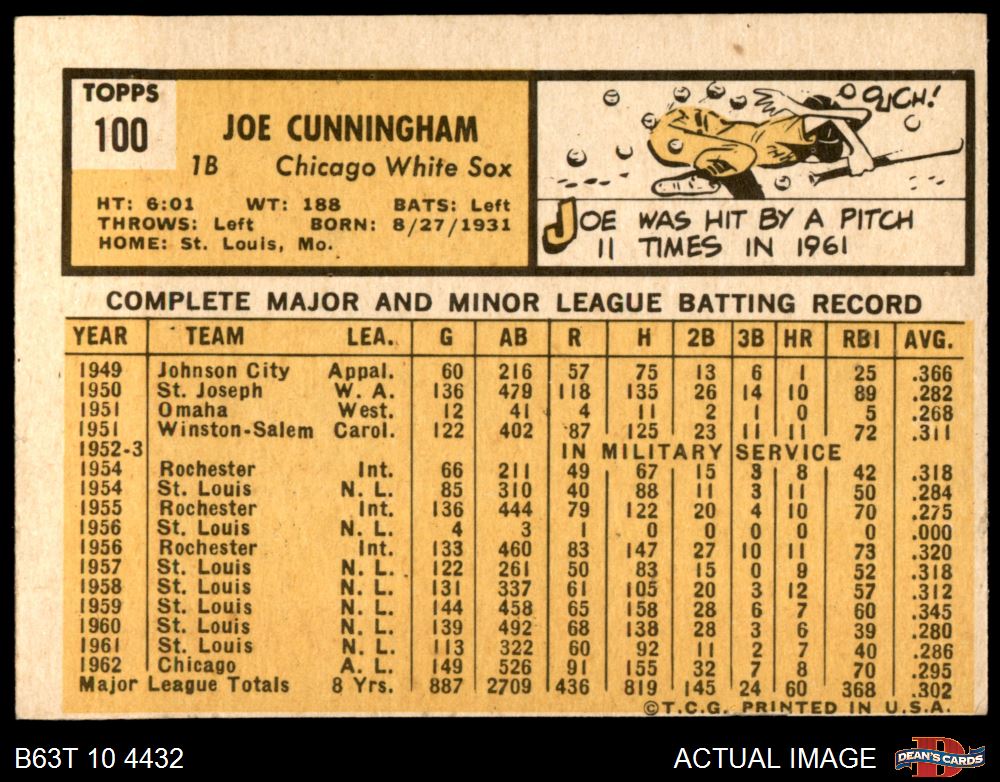 TOPPS
100
JOE CUNNINGHAM
1B Chicago White Sox
HT: 6:01 WT: 188 BATS: Left
THROWS: Left BORN: 8/27/1931
HOME: St. Louis, Mo.
OUCH!
JOE WAS HIT BY A PITCH
11 TIMES IN 1961
COMPLETE MAJOR AND MINOR LEAGUE BATTING RECORD
YEAR TEAM LEA. G AB R H 2B 3B HR RBI AVG.
1949 Johnson City Appal. 60 216 57 75 13 6 1 25 .366
1950 St. Joseph W. A. 136 479 118 135 26 14 10 89 .282
1951 Omaha West. 12 41 4 11 2 1 0 5 .268
1951 Winston-Salem Carol. 122 402 87 125 23 11 11 72 .311
1952-3 IN MILITARY SERVICE
1954 Rochester Int. 66 211 49 67 15 3 8 42 .318
1954 St. Louis N. L. 85 310 40 88 11 3 11 50 .284
1955 Rochester Int. 136 444 79 122 20 4 10 70 .275
1956 St. Louis N. L. 4 3 1 0 0 0 0 0 .000
1956 Rochester Int. 133 460 83 147 27 10 11 73 .320
1957 St. Louis N. L. 122 261 50 83 15 0 9 52 .318
1958 St. Louis N. L. 131 337 61 105 20 3 12 57 .312
1959 St. Louis N. L. 144 458 65 158 28 6 7 60 .345
1960 St. Louis N. L. 139 492 68 138 28 3 6 39 .280
1961 St. Louis N. L. 113 322 60 92 11 2 7 40 .286
1962 Chicago A. L. 149 526 91 155 32 7 8 70 .295
Major League Totals 8 Yrs. 887 2709 436 819 145 24 60 368 .302
©T.C.G. PRINTED IN U.S.A.
B63T 10 4432
ACTUAL IMAGE
DEAN'S CARDS